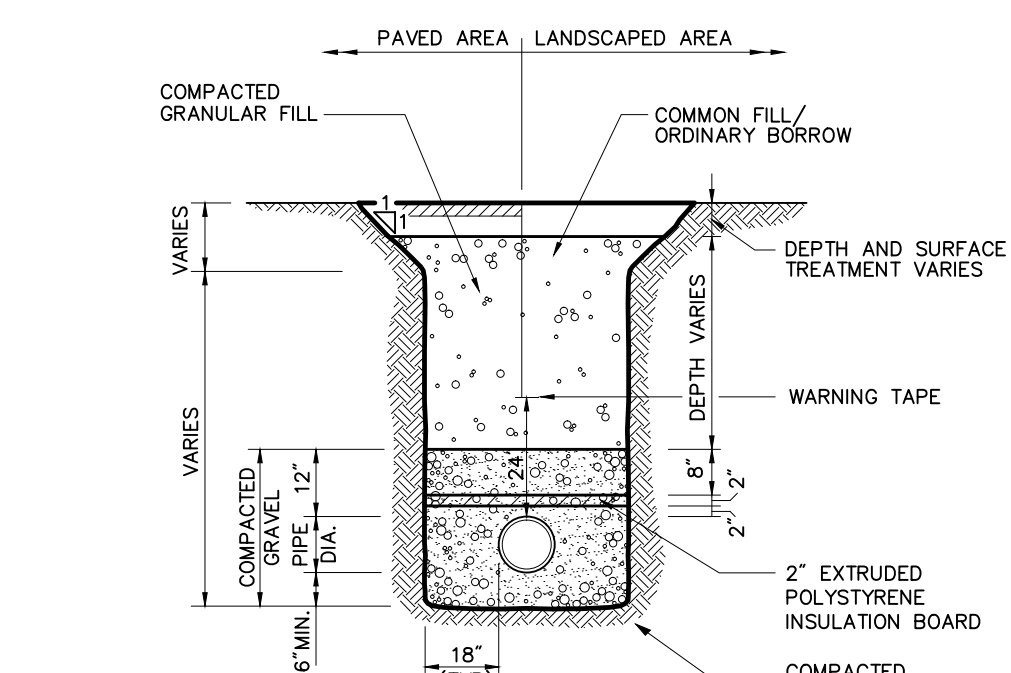 PAVED AREA LANDSCAPED AREA
COMPACTED
GRANULAR FILL
COMMON FILL/
ORDINARY BORROW
1
1
VARIES
DEPTH AND SURFACE
TREATMENT VARIES
DEPTH VARIES
WARNING TAPE
VARIES
COMPACTED
GRAVEL
12"
PIPE
DIA.
6"MIN.
24"
8"
2"
2"
2" EXTRUDED
POLYSTYRENE
INSULATION BOARD
18"
COMPACTED